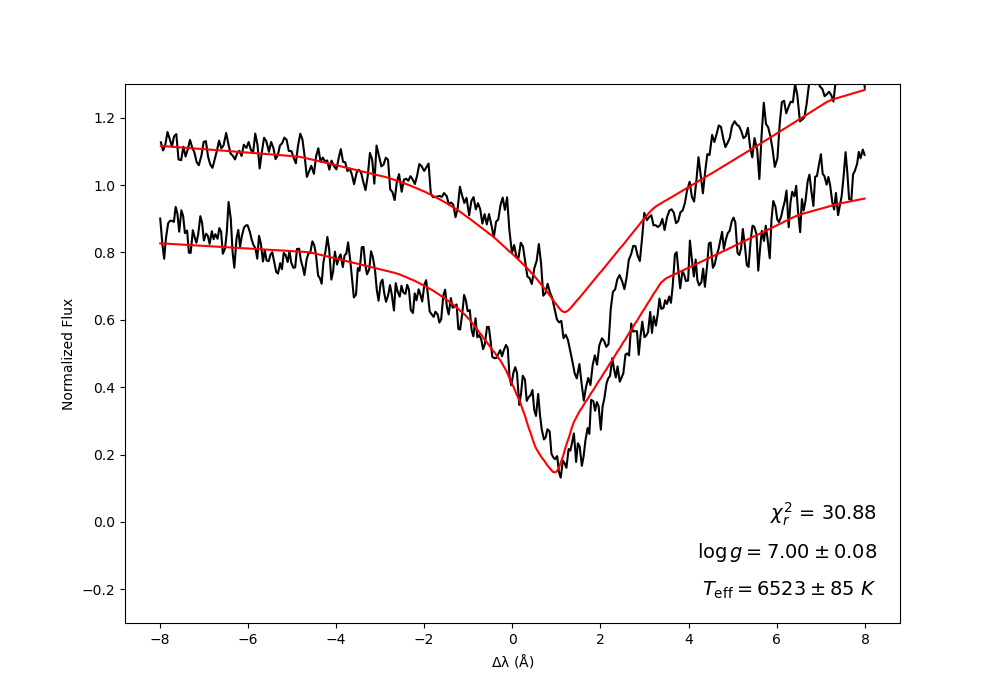 1.2
1.0
0.8
0.6
0.4
0.2
0.0
−0.2
Normalized Flux
χ²ᵣ = 30.88
log g = 7.00 ± 0.08
T_eff = 6523 ± 85 K
−8 −6 −4 −2 0 2 4 6 8
Δλ (Å)